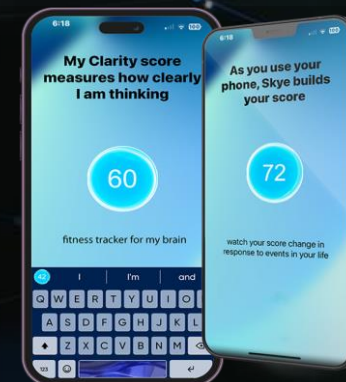 6:18
100
My Clarity score
measures how clearly
I am thinking
60
fitness tracker for my brain
42 I I'm and
Q W E R T Y U I O
A S D F G H J K L
Z X C V B N M
123
6:18
100
As you use your
phone, Skye builds
your score
72
watch your score change in
response to events in your life